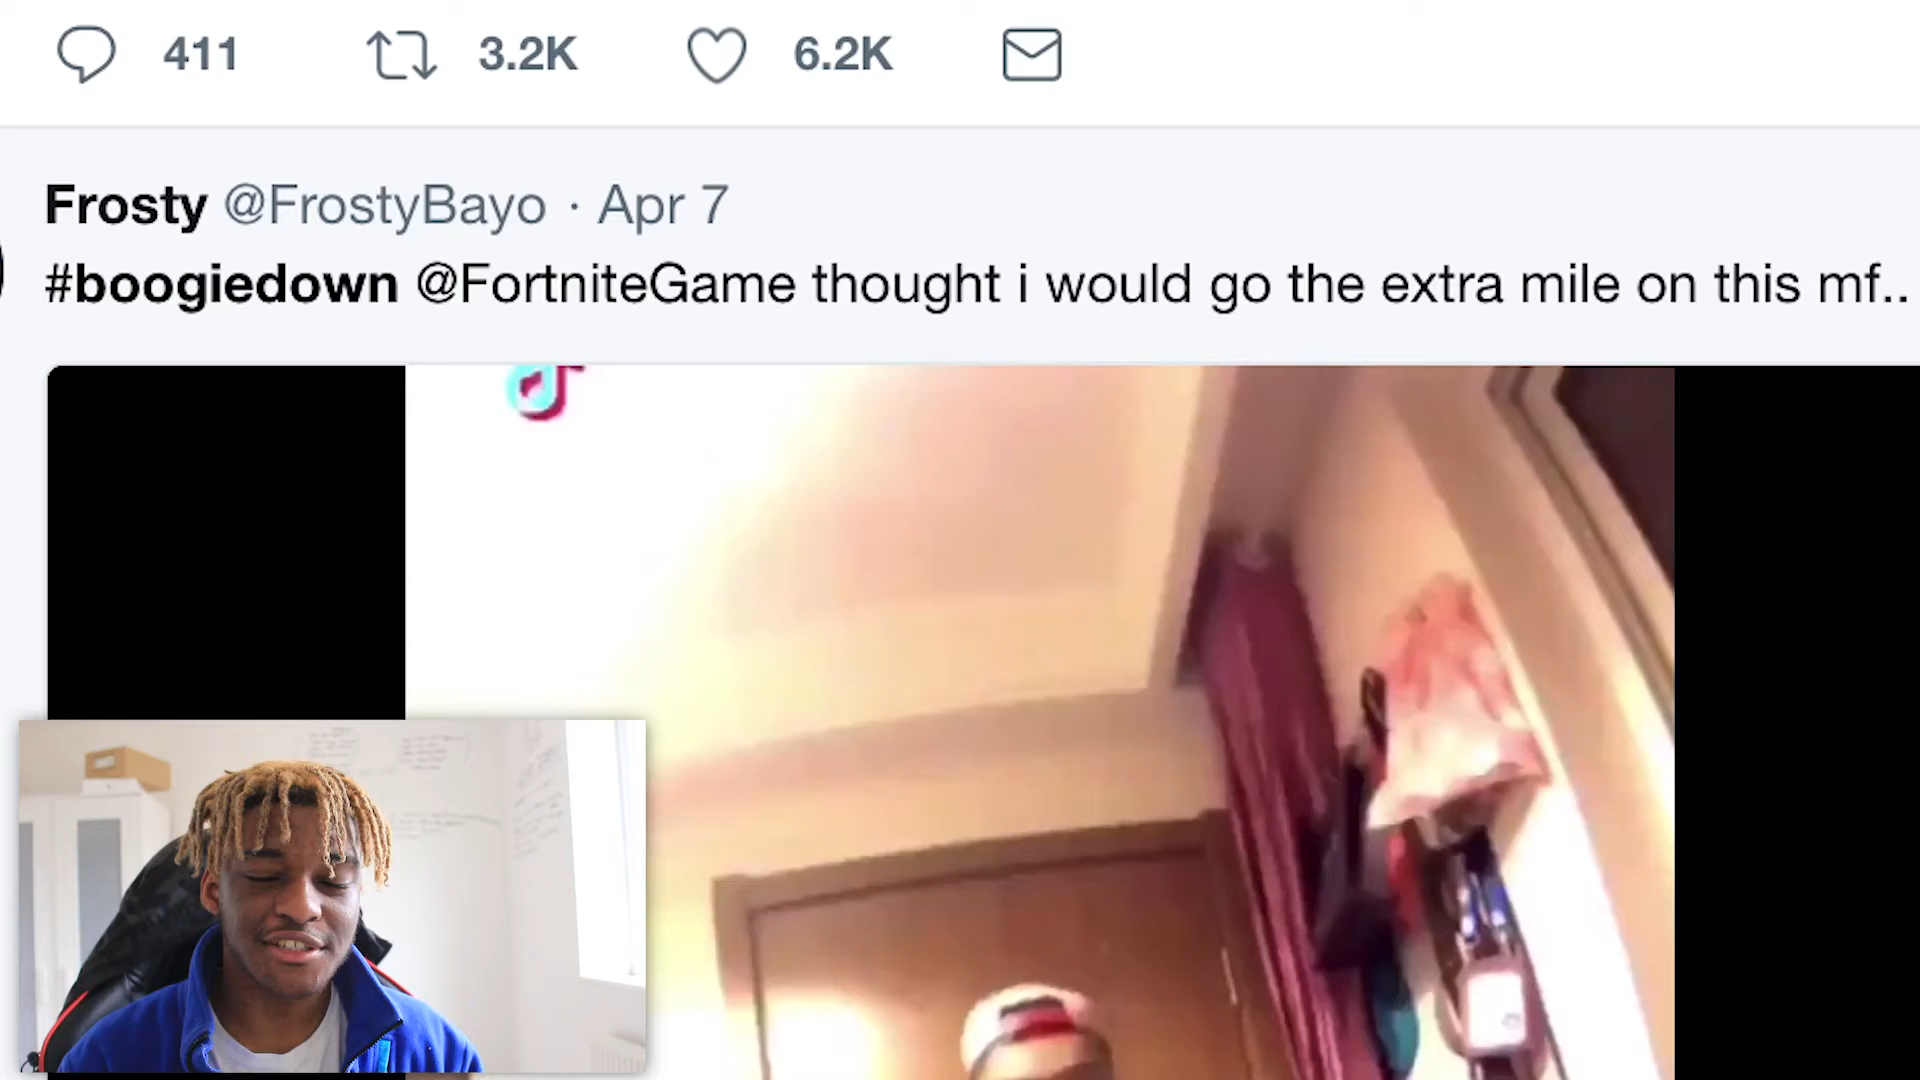 411 3.2K 6.2K
Frosty @FrostyBayo · Apr 7
#boogiedown @FortniteGame thought i would go the extra mile on this mf..